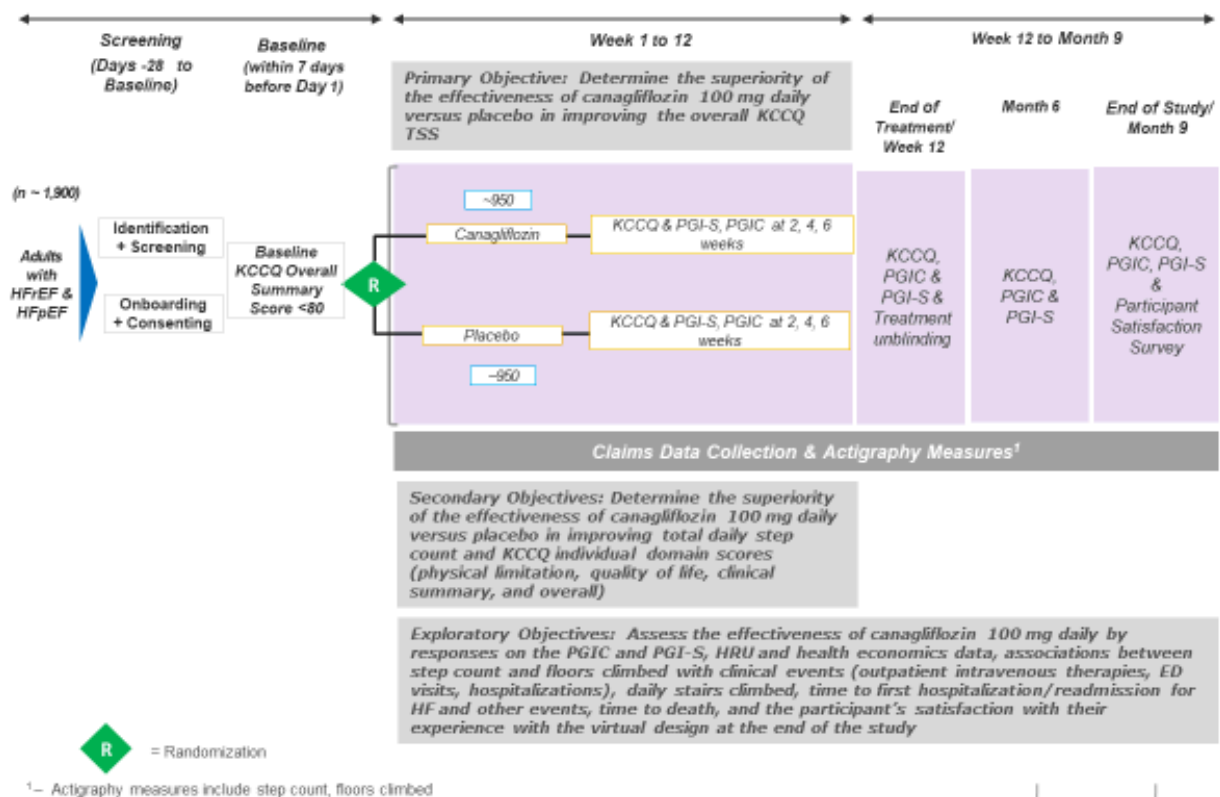 Screening
(Days -28 to
Baseline)
Baseline
(within 7 days
before Day 1)
Week 1 to 12
Week 12 to Month 9
Primary Objective: Determine the superiority of
the effectiveness of canagliflozin 100 mg daily
versus placebo in improving the overall KCCQ
TSS
End of
Treatment/
Week 12
Month 6
End of Study/
Month 9
(n ~ 1,900)
Adults
with
HFrEF &
HFpEF
Identification
+ Screening
Onboarding
+ Consenting
Baseline
KCCQ Overall
Summary
Score <80
R
~950
Canagliflozin
KCCQ & PGI-S, PGIC at 2, 4, 6
weeks
Placebo
KCCQ & PGI-S, PGIC at 2, 4, 6
weeks
~950
KCCQ,
PGIC &
PGI-S &
Treatment
unblinding
KCCQ,
PGIC &
PGI-S
KCCQ,
PGIC, PGI-S
&
Participant
Satisfaction
Survey
Claims Data Collection & Actigraphy Measures¹
Secondary Objectives: Determine the superiority
of the effectiveness of canagliflozin 100 mg daily
versus placebo in improving total daily step
count and KCCQ individual domain scores
(physical limitation, quality of life, clinical
summary, and overall)
Exploratory Objectives: Assess the effectiveness of canagliflozin 100 mg daily by
responses on the PGIC and PGI-S, HRU and health economics data, associations between
step count and floors climbed with clinical events (outpatient intravenous therapies, ED
visits, hospitalizations), daily stairs climbed, time to first hospitalization/readmission for
HF and other events, time to death, and the participant's satisfaction with their
experience with the virtual design at the end of the study
R = Randomization
¹– Actigraphy measures include step count, floors climbed